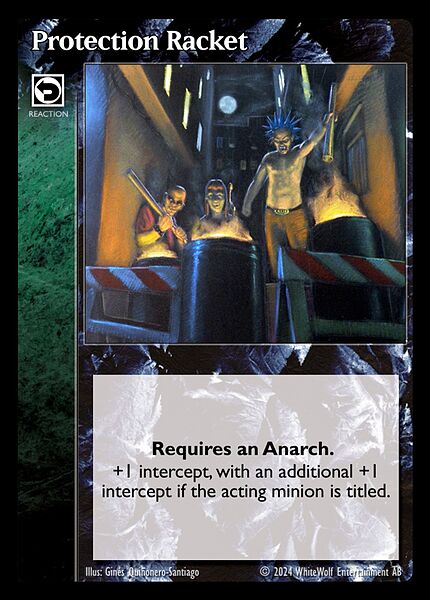 Protection Racket
REACTION
Requires an Anarch.
+1 intercept, with an additional +1
intercept if the acting minion is titled.
Illus: Ginés Quiñonero-Santiago
© 2024 WhiteWolf Entertainment AB